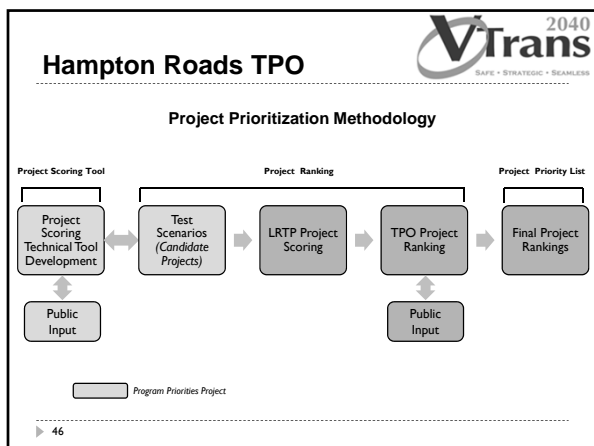 2040
VTrans
SAFE • STRATEGIC • SEAMLESS
Hampton Roads TPO
Project Prioritization Methodology
Project Scoring Tool
Project Ranking
Project Priority List
Project
Scoring
Technical Tool
Development
Test
Scenarios
(Candidate
Projects)
LRTP Project
Scoring
TPO Project
Ranking
Final Project
Rankings
Public
Input
Public
Input
Program Priorities Project
46